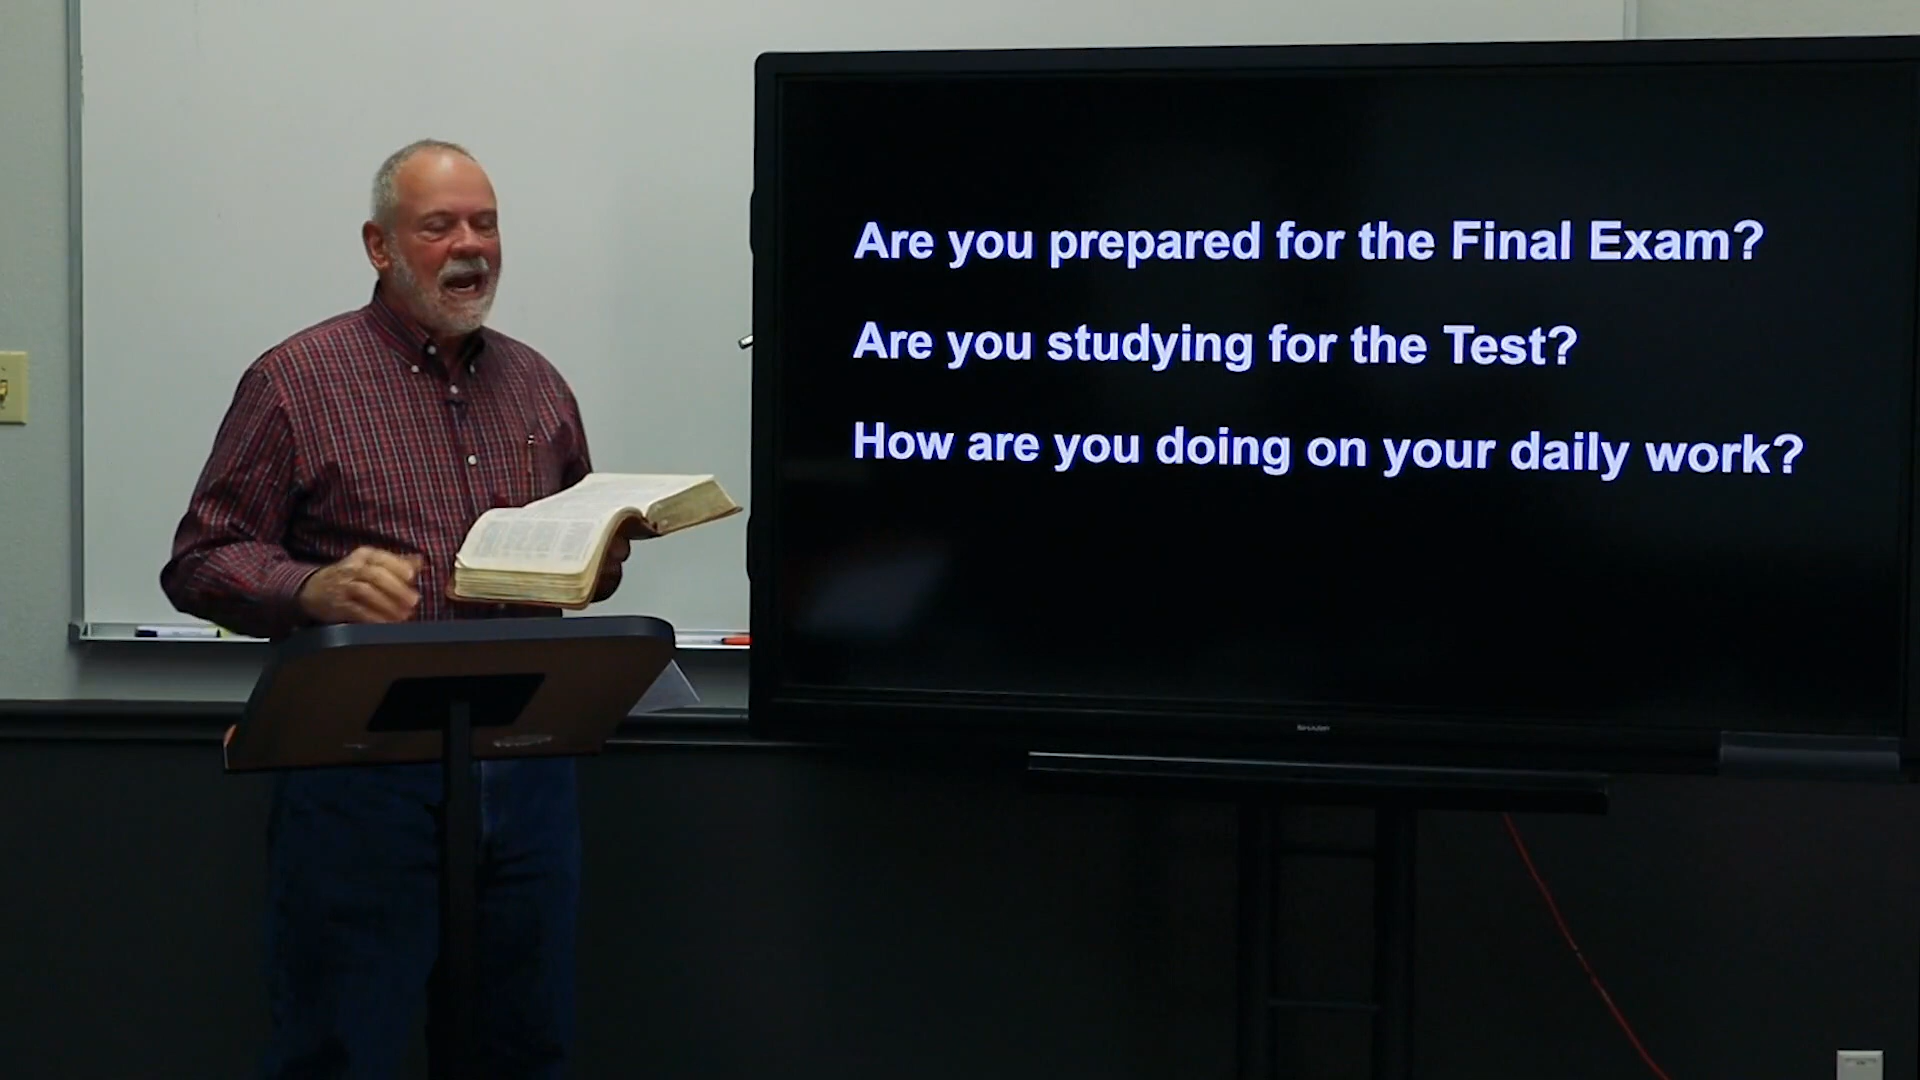 Are you prepared for the Final Exam?
Are you studying for the Test?
How are you doing on your daily work?
SHARP